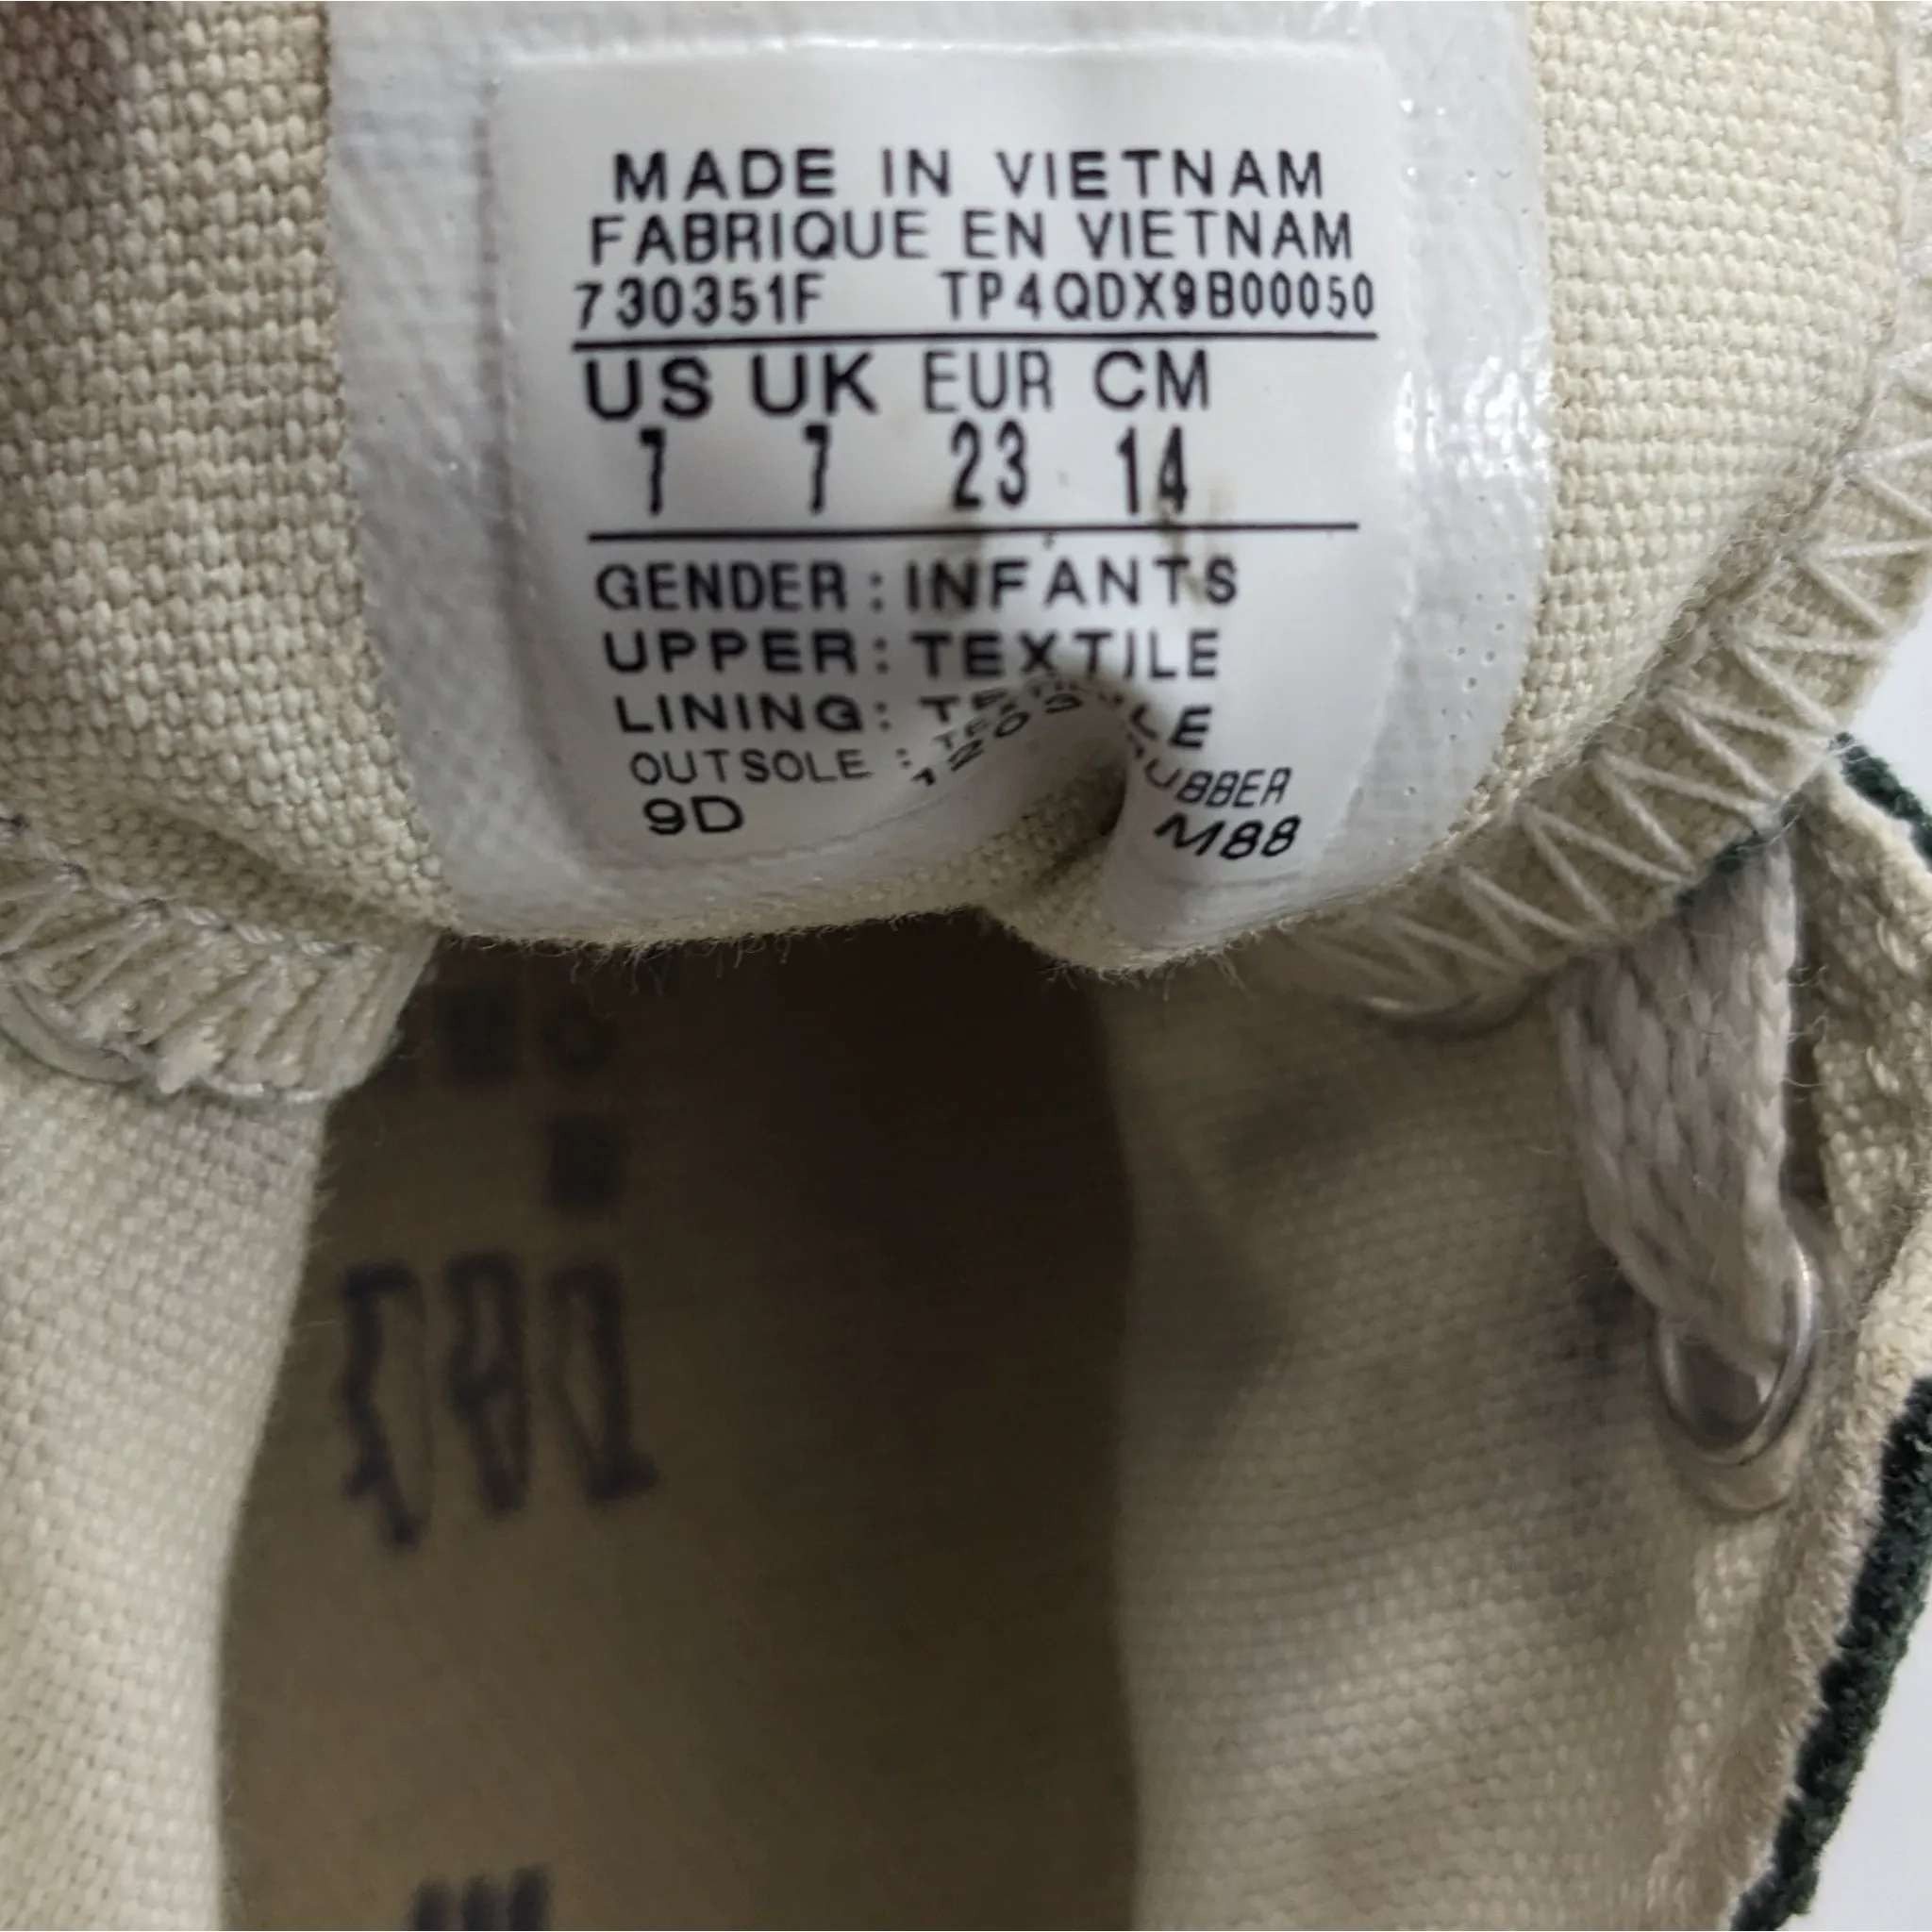 MADE IN VIETNAM
FABRIQUE EN VIETNAM
730351F TP4QDX9B00050
US UK EUR CM
7 7 23 14
GENDER : INFANTS
UPPER : TEXTILE
LINING :
OUTSOLE :
9D 1203 M88